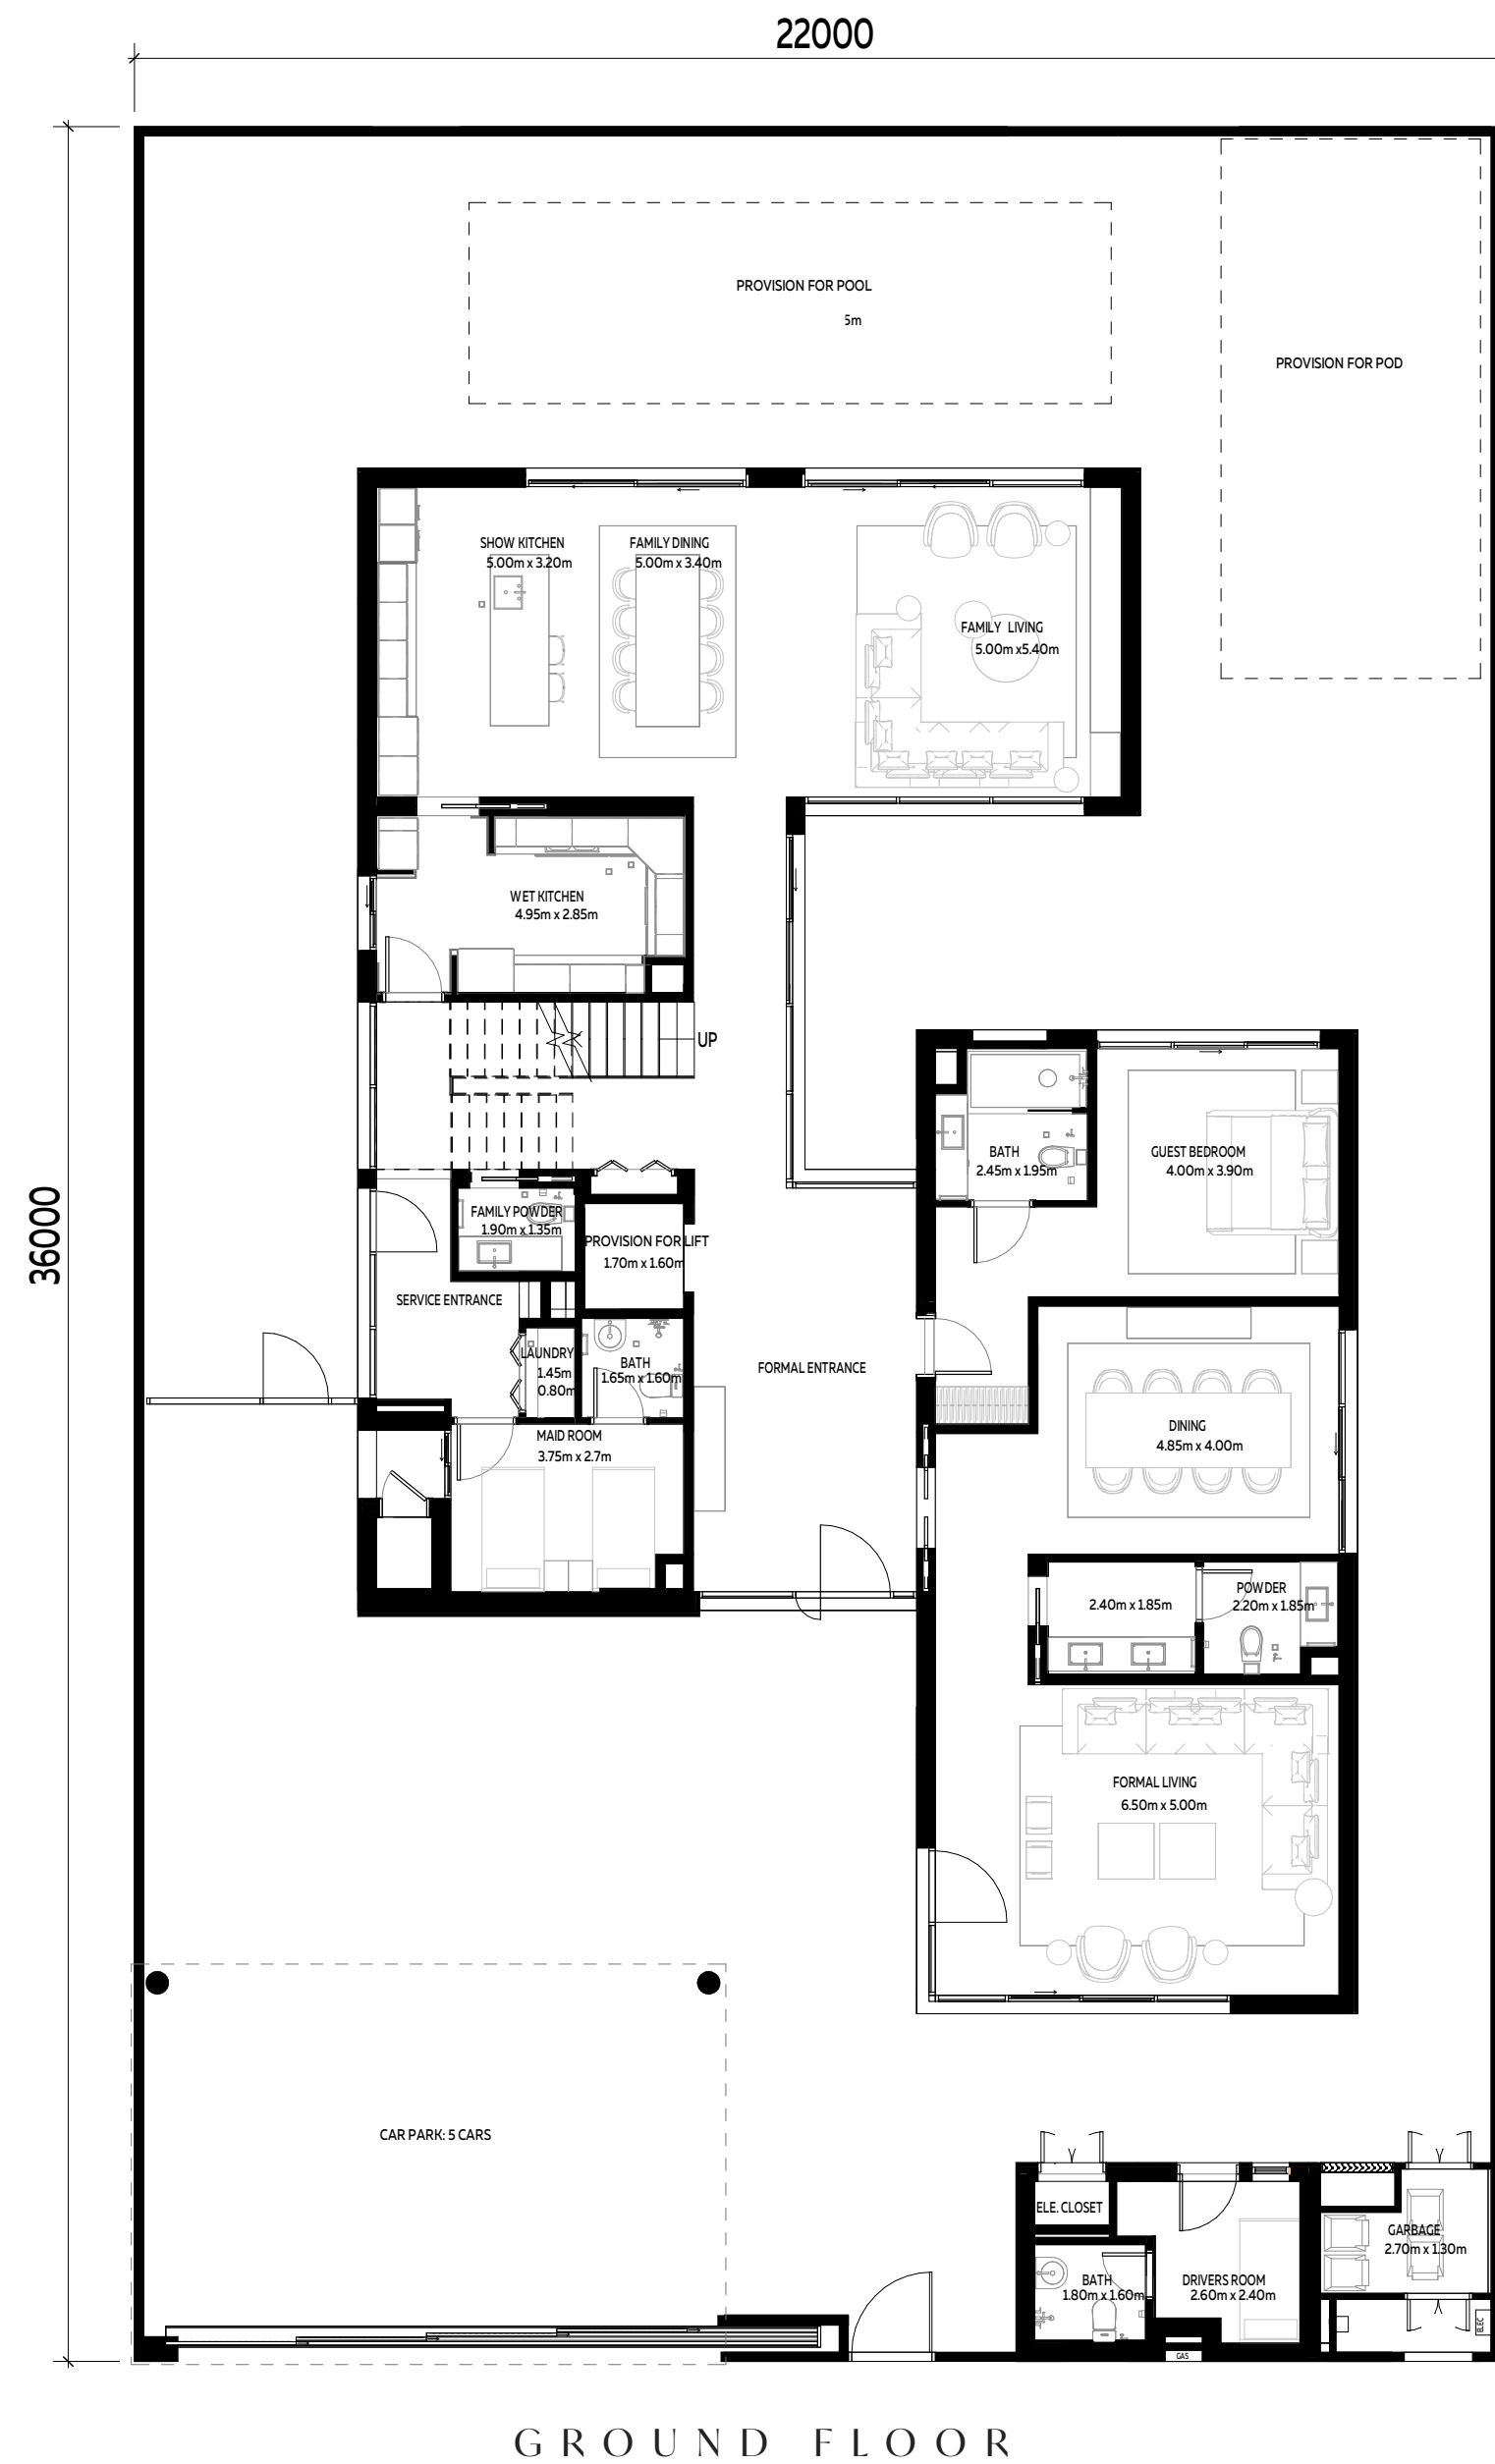 22000
36000
PROVISION FOR POOL
5m
PROVISION FOR POD
SHOW KITCHEN
5.00m x 3.20m
FAMILY DINING
5.00m x 3.40m
FAMILY LIVING
5.00m x5.40m
WET KITCHEN
4.95m x 2.85m
UP
BATH
2.45m x 1.95m
GUEST BEDROOM
4.00m x 3.90m
FAMILY POWDER
1.90m x 1.35m
PROVISION FOR LIFT
1.70m x 1.60m
SERVICE ENTRANCE
LAUNDRY
1.45m
0.80m
BATH
1.65m x 1.60m
FORMAL ENTRANCE
MAID ROOM
3.75m x 2.7m
DINING
4.85m x 4.00m
2.40m x 1.85m
POWDER
2.20m x 1.85m
FORMAL LIVING
6.50m x 5.00m
CAR PARK: 5 CARS
ELE. CLOSET
BATH
1.80m x 1.60m
DRIVERS ROOM
2.60m x 2.40m
GARBAGE
2.70m x 1.30m
ELEC
GAS
GROUND FLOOR